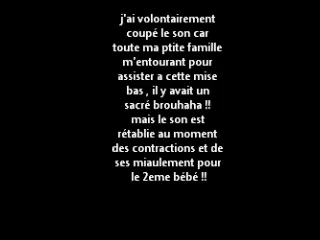 j'ai volontairement
coupé le son car
toute ma ptite famille
m'entourant pour
assister a cette mise
bas , il y avait un
sacré brouhaha !!
mais le son est
rétablie au moment
des contractions et de
ses miaulement pour
le 2eme bébé !!